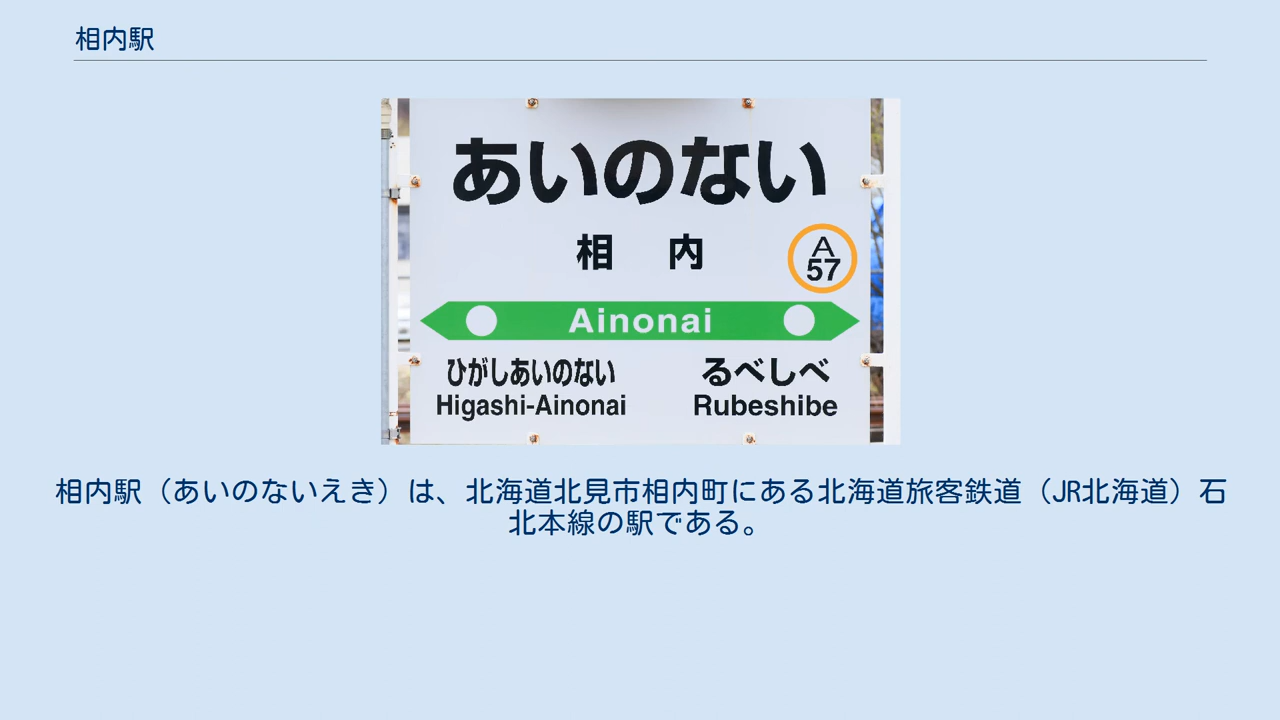 相内駅
あいのない
相 内
A
57
Ainonai
ひがしあいのない るべしべ
Higashi-Ainonai Rubeshibe
相内駅（あいのないえき）は、北海道北見市相内町にある北海道旅客鉄道（JR北海道）石
北本線の駅である。